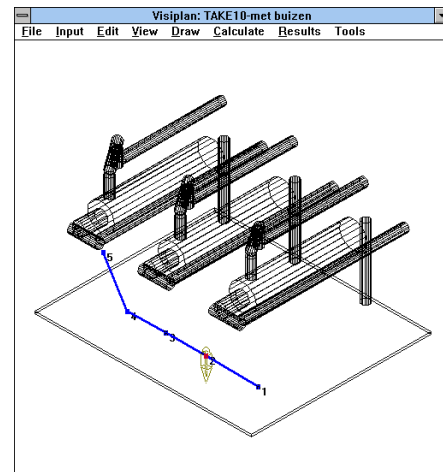 Visiplan: TAKE10-met buizen
File Input Edit View Draw Calculate Results Tools
5
4
3
2
1